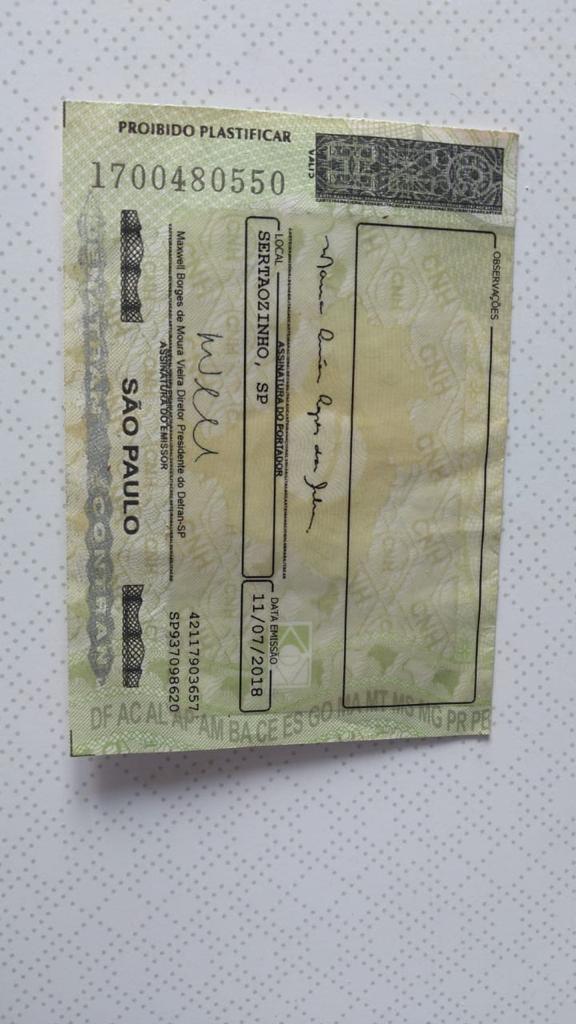 OBSERVAÇÕES
VÁLID
PROIBIDO PLASTIFICAR
1700480550
ASSINATURA DO PORTADOR
LOCAL
SERTAOZINHO, SP
DATA EMISSÃO
11/07/2018
Maxwell Borges de Moura Vieira Diretor Presidente do Detran-SP
ASSINATURA DO EMISSOR
42117903657
SP937098620
SÃO PAULO
DF AC AL AP AM BA CE ES GO MA MT MS MG PR PE